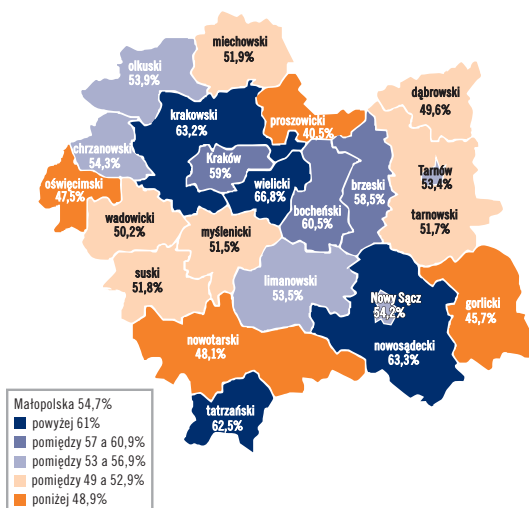 miechowski
51,9%
olkuski
53,9%
dąbrowski
49,6%
krakowski
63,2%
proszowicki
40,5%
chrzanowski
54,3%
Kraków
59%
Tarnów
53,4%
oświęcimski
47,5%
wielicki
66,8%
brzeski
58,5%
bocheński
60,5%
tarnowski
51,7%
wadowicki
50,2%
myślenicki
51,5%
suski
51,8%
limanowski
53,5%
Nowy Sącz
54,2%
gorlicki
45,7%
nowotarski
48,1%
nowosądecki
63,3%
tatrzański
62,5%
Małopolska 54,7%
powyżej 61%
pomiędzy 57 a 60,9%
pomiędzy 53 a 56,9%
pomiędzy 49 a 52,9%
poniżej 48,9%